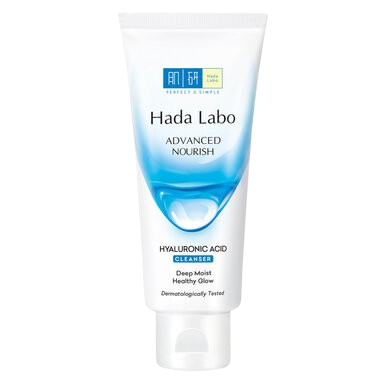 肌研
Hada
Labo
PERFECT & SIMPLE
Hada Labo
ADVANCED
NOURISH
HYALURONIC ACID
CLEANSER
Deep Moist
Healthy Glow
Dermatologically Tested